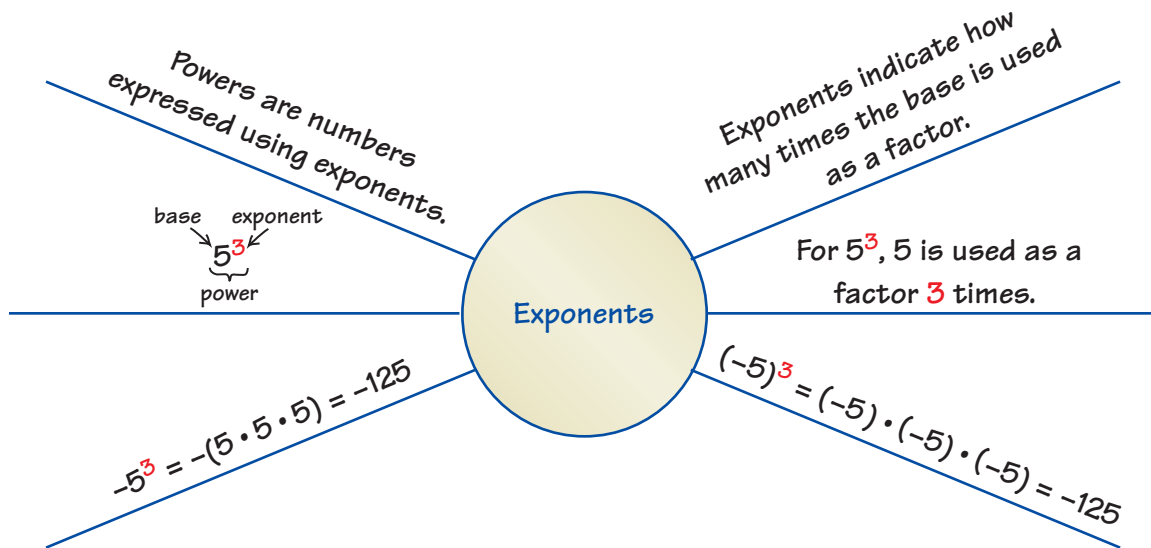 Powers are numbers
expressed using exponents.
base exponent
5³
power
-5³ = -(5 • 5 • 5) = -125
Exponents
Exponents indicate how
many times the base is used
as a factor.
For 5³, 5 is used as a
factor 3 times.
(-5)³ = (-5) • (-5) • (-5) = -125